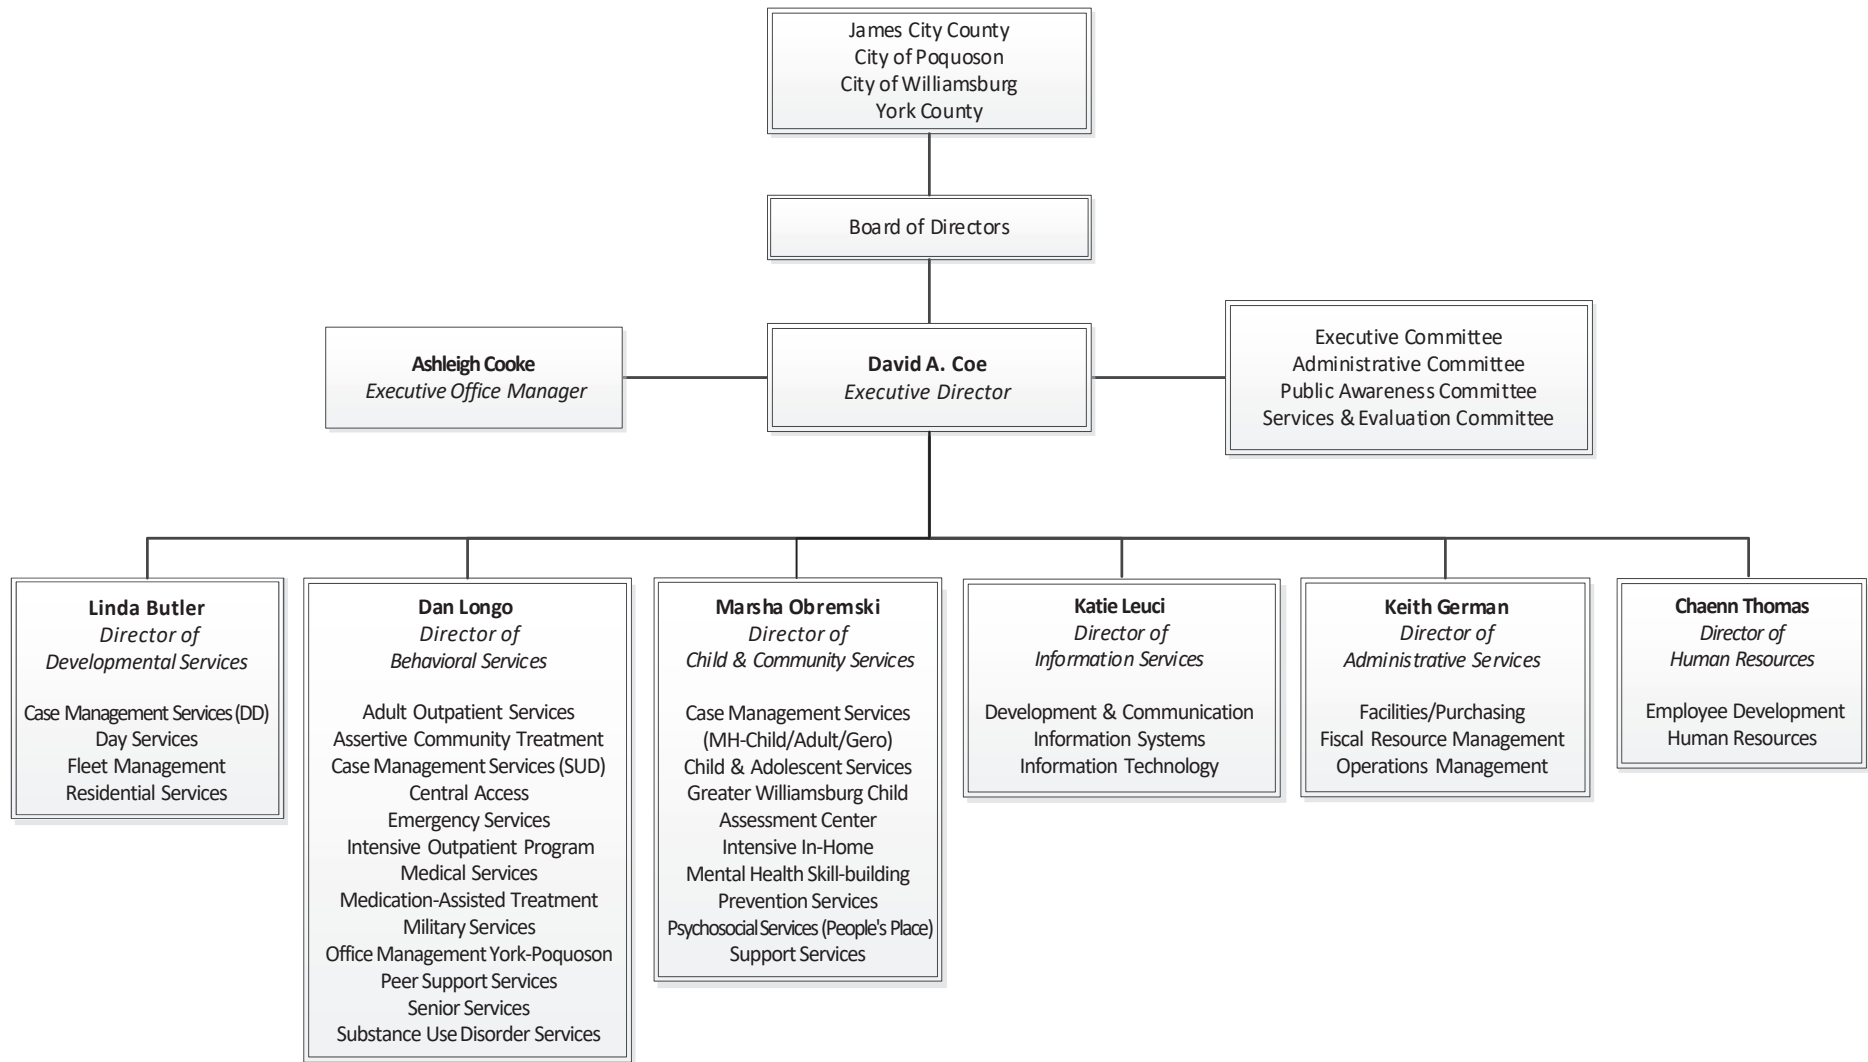 James City County
City of Poquoson
City of Williamsburg
York County
Board of Directors
Ashleigh Cooke
Executive Office Manager
David A. Coe
Executive Director
Executive Committee
Administrative Committee
Public Awareness Committee
Services & Evaluation Committee
Linda Butler
Director of
Developmental Services
Case Management Services (DD)
Day Services
Fleet Management
Residential Services
Dan Longo
Director of
Behavioral Services
Adult Outpatient Services
Assertive Community Treatment
Case Management Services (SUD)
Central Access
Emergency Services
Intensive Outpatient Program
Medical Services
Medication-Assisted Treatment
Military Services
Office Management York-Poquoson
Peer Support Services
Senior Services
Substance Use Disorder Services
Marsha Obremski
Director of
Child & Community Services
Case Management Services
(MH-Child/Adult/Gero)
Child & Adolescent Services
Greater Williamsburg Child
Assessment Center
Intensive In-Home
Mental Health Skill-building
Prevention Services
Psychosocial Services (People's Place)
Support Services
Katie Leuci
Director of
Information Services
Development & Communication
Information Systems
Information Technology
Keith German
Director of
Administrative Services
Facilities/Purchasing
Fiscal Resource Management
Operations Management
Chaenn Thomas
Director of
Human Resources
Employee Development
Human Resources